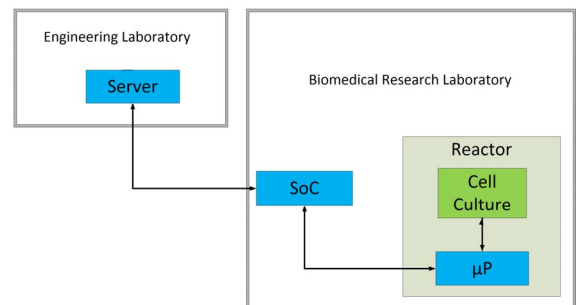 Engineering Laboratory
Server
Biomedical Research Laboratory
Reactor
Cell
Culture
SoC
μP